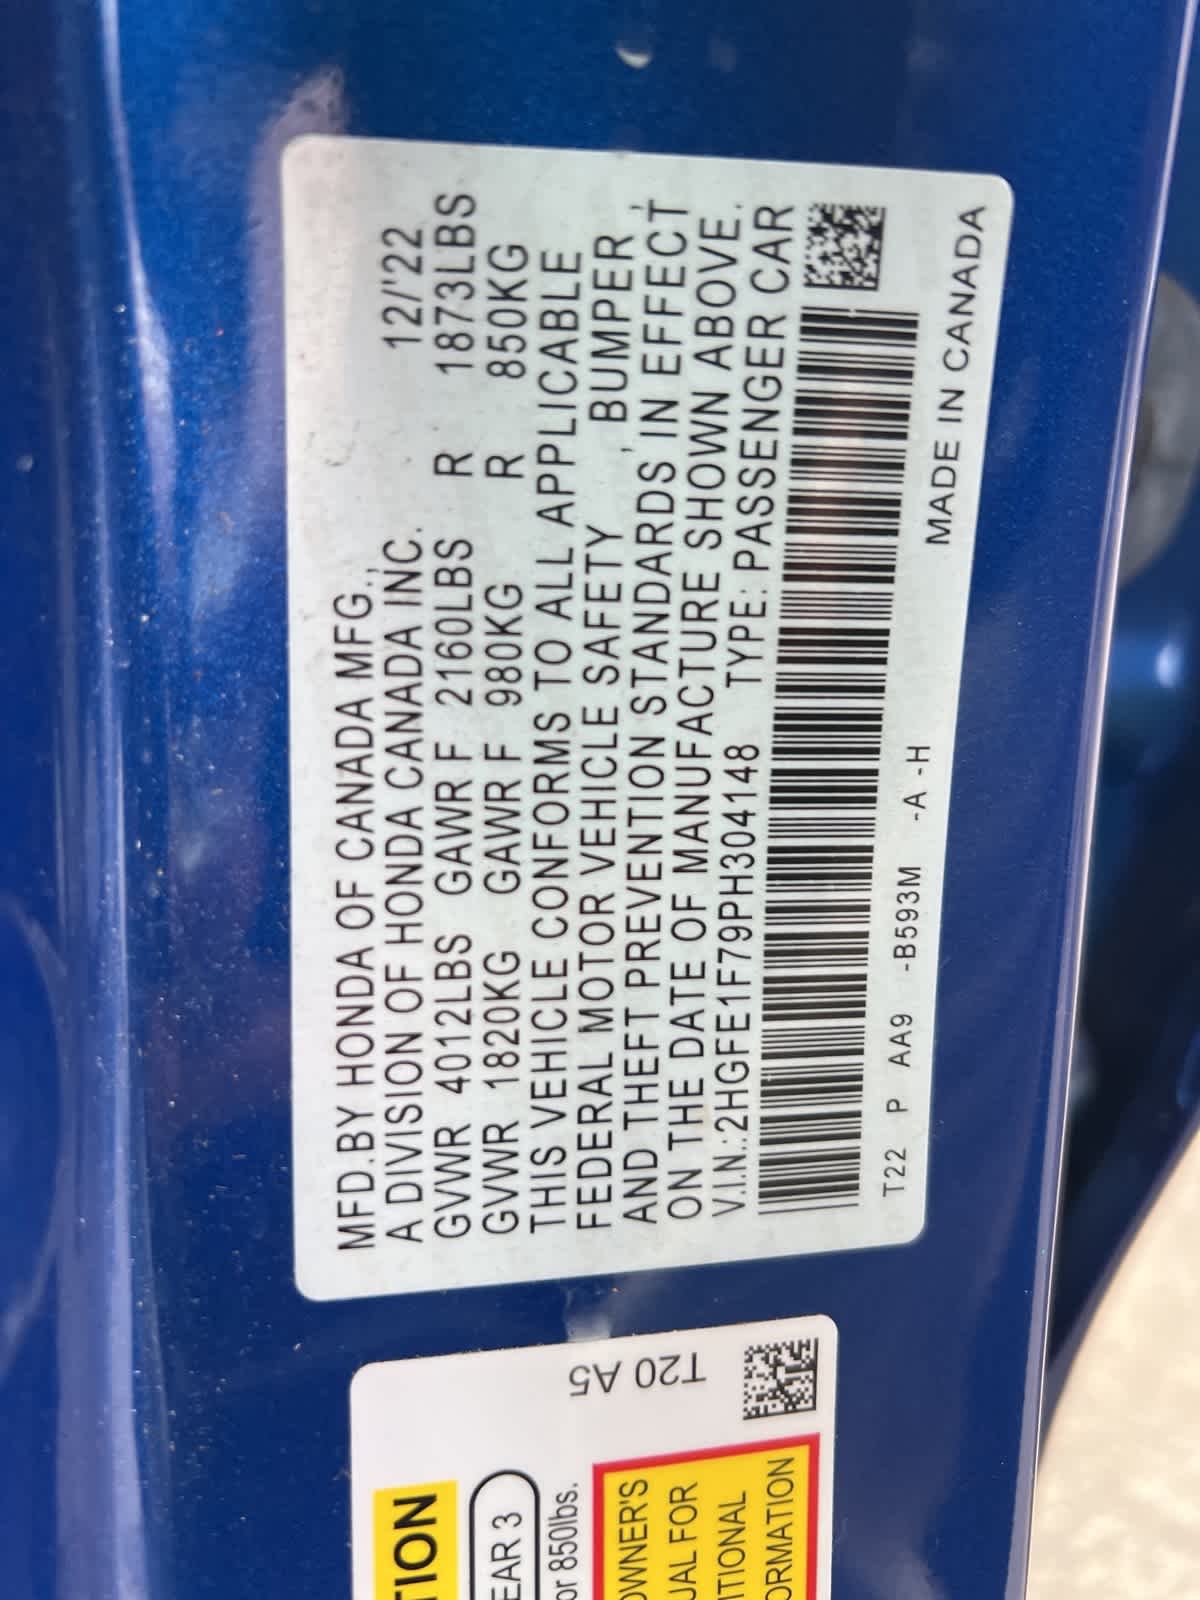 MFD.BY HONDA OF CANADA MFG.,
A DIVISION OF HONDA CANADA INC. 12/'22
GVWR 4012LBS GAWR F 2160LBS R 1873LBS
GVWR 1820KG GAWR F 980KG R 850KG
THIS VEHICLE CONFORMS TO ALL APPLICABLE
FEDERAL MOTOR VEHICLE SAFETY , BUMPER ,
AND THEFT PREVENTION STANDARDS IN EFFECT
ON THE DATE OF MANUFACTURE SHOWN ABOVE.
V.I.N.:2HGFE1F79PH304148 TYPE: PASSENGER CAR
T22 P AA9 -B593M -A -H
MADE IN CANADA
T20 A5
TION
EAR 3
or 850lbs.
OWNER'S
UAL FOR
ITIONAL
ORMATION